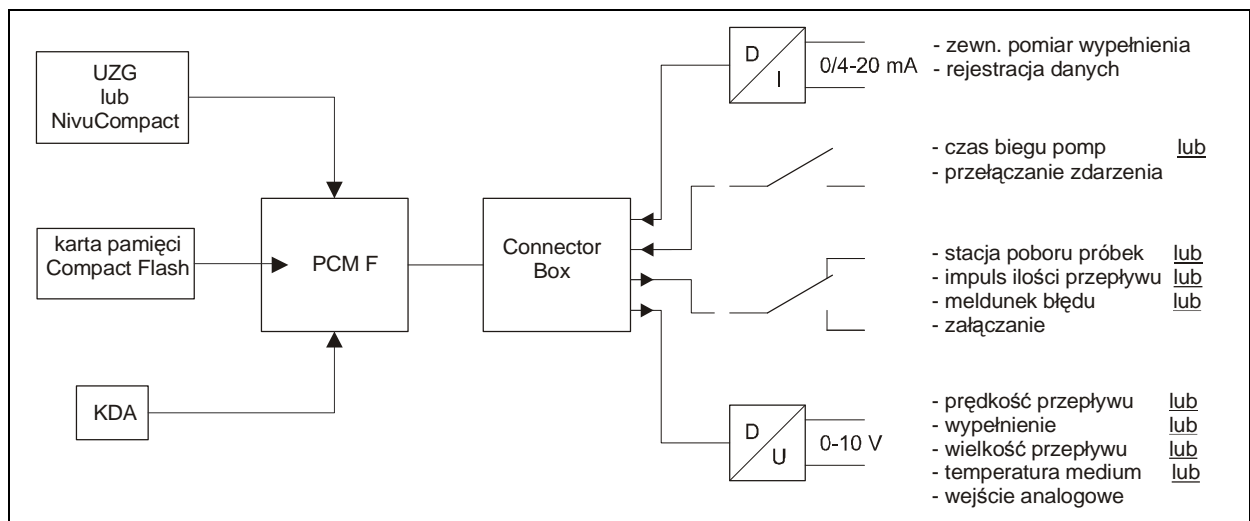 UZG
lub
NivuCompact
karta pamięci
Compact Flash
KDA
PCM F
Connector
Box
D
I
0/4-20 mA
- zewn. pomiar wypełnienia
- rejestracja danych
- czas biegu pomp lub
- przełączanie zdarzenia
- stacja poboru próbek lub
- impuls ilości przepływu lub
- meldunek błędu lub
- załączanie
D
U
0-10 V
- prędkość przepływu lub
- wypełnienie lub
- wielkość przepływu lub
- temperatura medium lub
- wejście analogowe